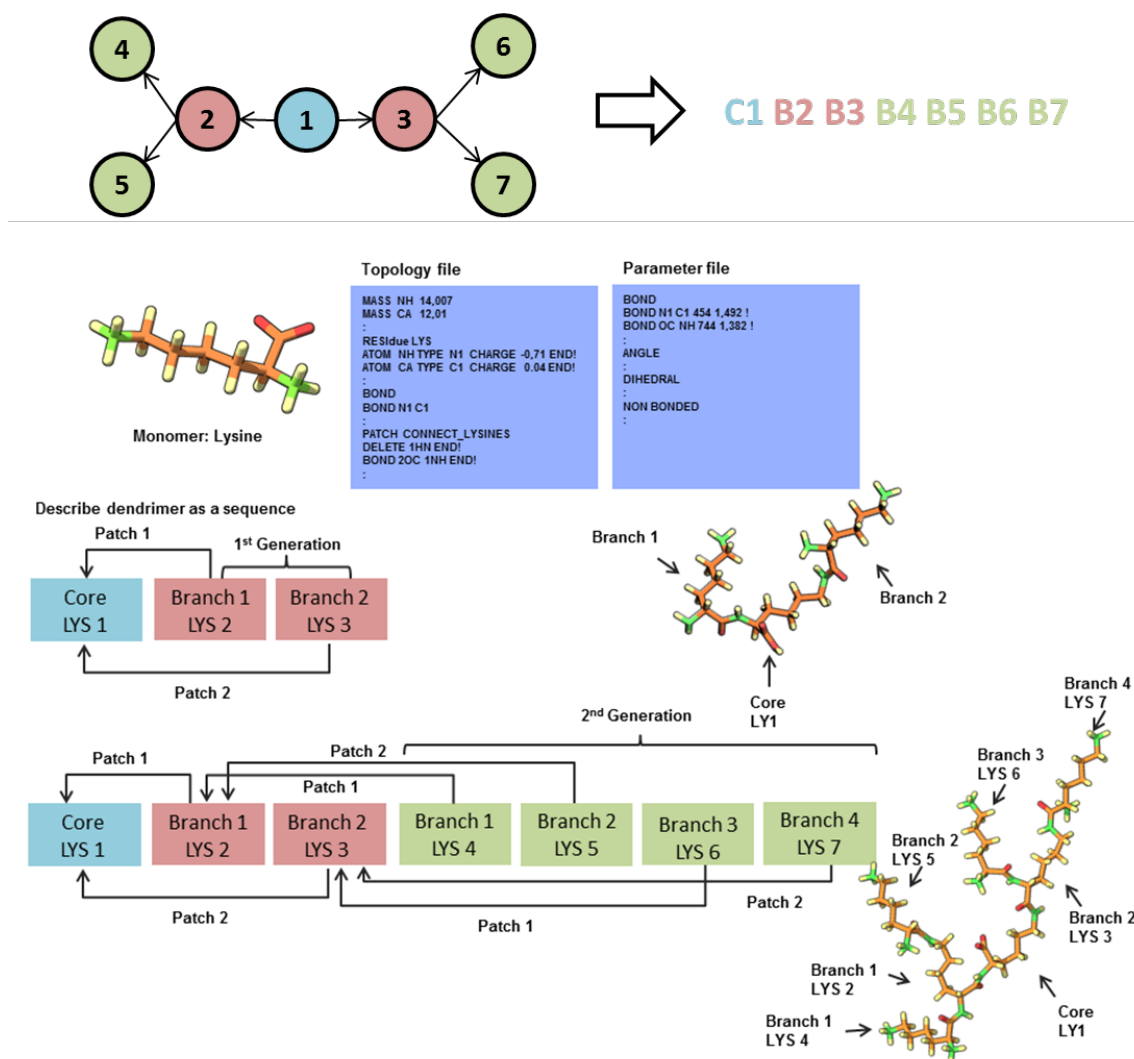 4
6
2
1
3
5
7
C1 B2 B3 B4 B5 B6 B7
Topology file
MASS NH 14,007
MASS CA 12,01
:
RESIdue LYS
ATOM NH TYPE N1 CHARGE -0,71 END!
ATOM CA TYPE C1 CHARGE 0.04 END!
:
BOND
BOND N1 C1
:
PATCH CONNECT_LYSINES
DELETE 1HN END!
BOND 2OC 1NH END!
:
Parameter file
BOND
BOND N1 C1 454 1,492 !
BOND OC NH 744 1,382 !
:
ANGLE
:
DIHEDRAL
:
NON BONDED
:
Monomer: Lysine
Describe dendrimer as a sequence
Patch 1
1st Generation
Core
LYS 1
Branch 1
LYS 2
Branch 2
LYS 3
Patch 2
Branch 1
Branch 2
Core
LY1
2nd Generation
Patch 1
Patch 2
Patch 1
Core
LYS 1
Branch 1
LYS 2
Branch 2
LYS 3
Branch 1
LYS 4
Branch 2
LYS 5
Branch 3
LYS 6
Branch 4
LYS 7
Patch 2
Patch 1
Patch 2
Branch 4
LYS 7
Branch 3
LYS 6
Branch 2
LYS 5
Branch 2
LYS 3
Branch 1
LYS 2
Branch 1
LYS 4
Core
LY1